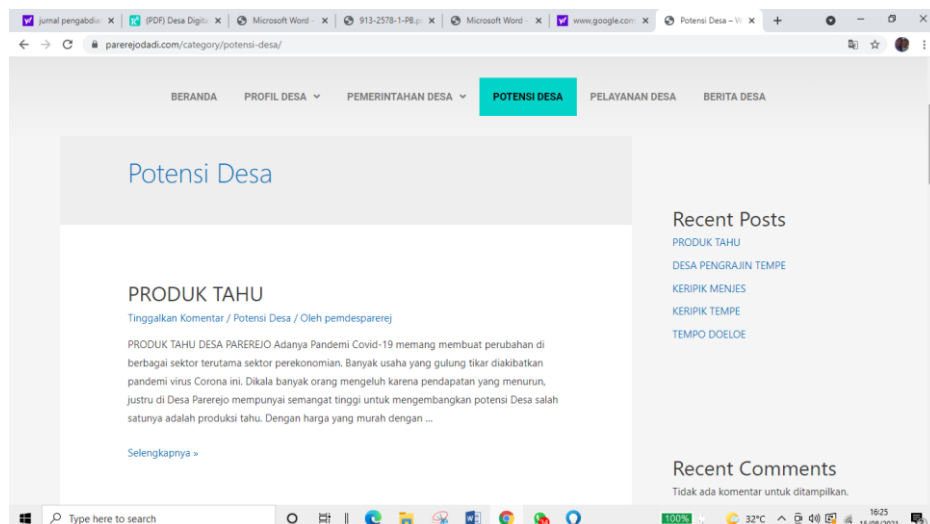 jurnal pengabdia
(PDF) Desa Digita
Microsoft Word -
913-2578-1-PB.p
Microsoft Word -
www.google.com
Potensi Desa – W
parerejodadi.com/category/potensi-desa/
BERANDA PROFIL DESA PEMERINTAHAN DESA POTENSI DESA PELAYANAN DESA BERITA DESA
Potensi Desa
PRODUK TAHU
Tinggalkan Komentar / Potensi Desa / Oleh pemdesparerej
PRODUK TAHU DESA PAREREJO Adanya Pandemi Covid-19 memang membuat perubahan di
berbagai sektor terutama sektor perekonomian. Banyak usaha yang gulung tikar diakibatkan
pandemi virus Corona ini. Dikala banyak orang mengeluh karena pendapatan yang menurun,
justru di Desa Parerejo mempunyai semangat tinggi untuk mengembangkan potensi Desa salah
satunya adalah produksi tahu. Dengan harga yang murah dengan ...
Selengkapnya »
Recent Posts
PRODUK TAHU
DESA PENGRAJIN TEMPE
KERIPIK MENJES
KERIPIK TEMPE
TEMPO DOELOE
Recent Comments
Tidak ada komentar untuk ditampilkan.
Type here to search
100%
32°C
16:25
15/08/2021